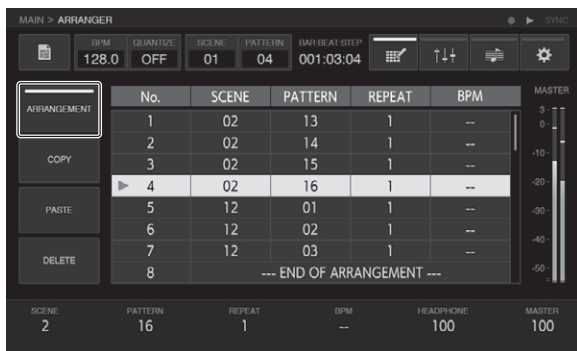 MAIN > ARRANGER SYNC
BPM QUANTIZE SCENE PATTERN BAR:BEAT:STEP
128.0 OFF 01 04 001:03:04
ARRANGEMENT
COPY
PASTE
DELETE
No. SCENE PATTERN REPEAT BPM
1 02 13 1 --
2 02 14 1 --
3 02 15 1 --
4 02 16 1 --
5 12 01 1 --
6 12 02 1 --
7 12 03 1 --
8 --- END OF ARRANGEMENT ---
MASTER
3
0
-10
-20
-30
-40
-50
SCENE PATTERN REPEAT BPM HEADPHONE MASTER
2 16 1 -- 100 100